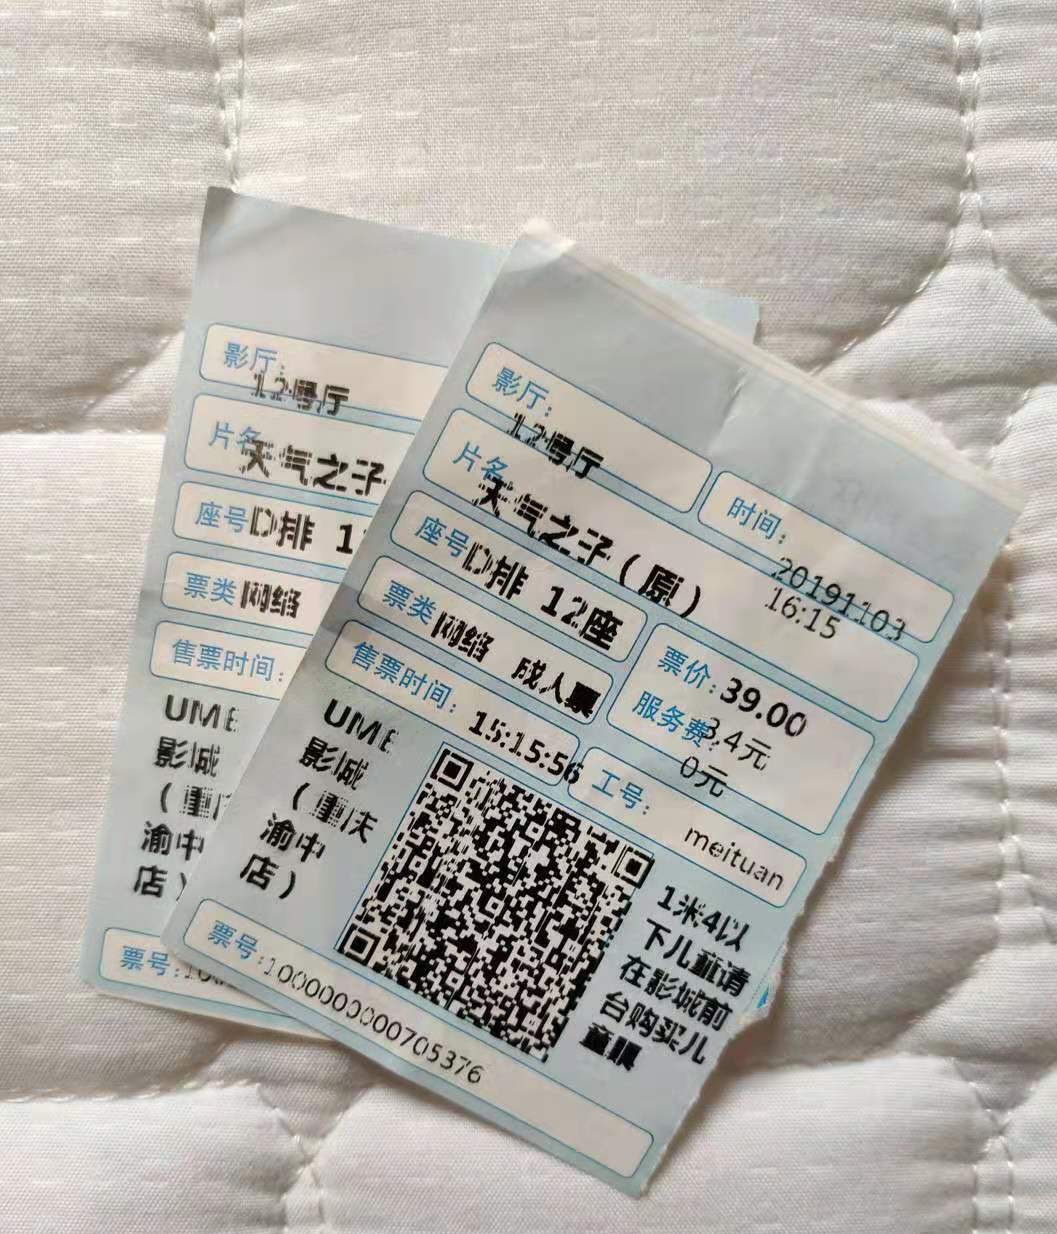 影厅:
12号厅
片名
天气之子
座号D排 1
票类 网络
售票时间:
UME
影城
(重庆
渝中
店)
票号:100
影厅:
12号厅
时间:
20191103
16:15
片名
天气之子(原)
座号D排 12座
票类 网络 成人票
票价:39.00
服务费:3.4元
0元
售票时间:
15:15:56
工号:
meituan
UME
影城
(重庆
渝中
店)
1米4以
下儿童请
在影城前
台购买儿
童票
票号:1000000000705376